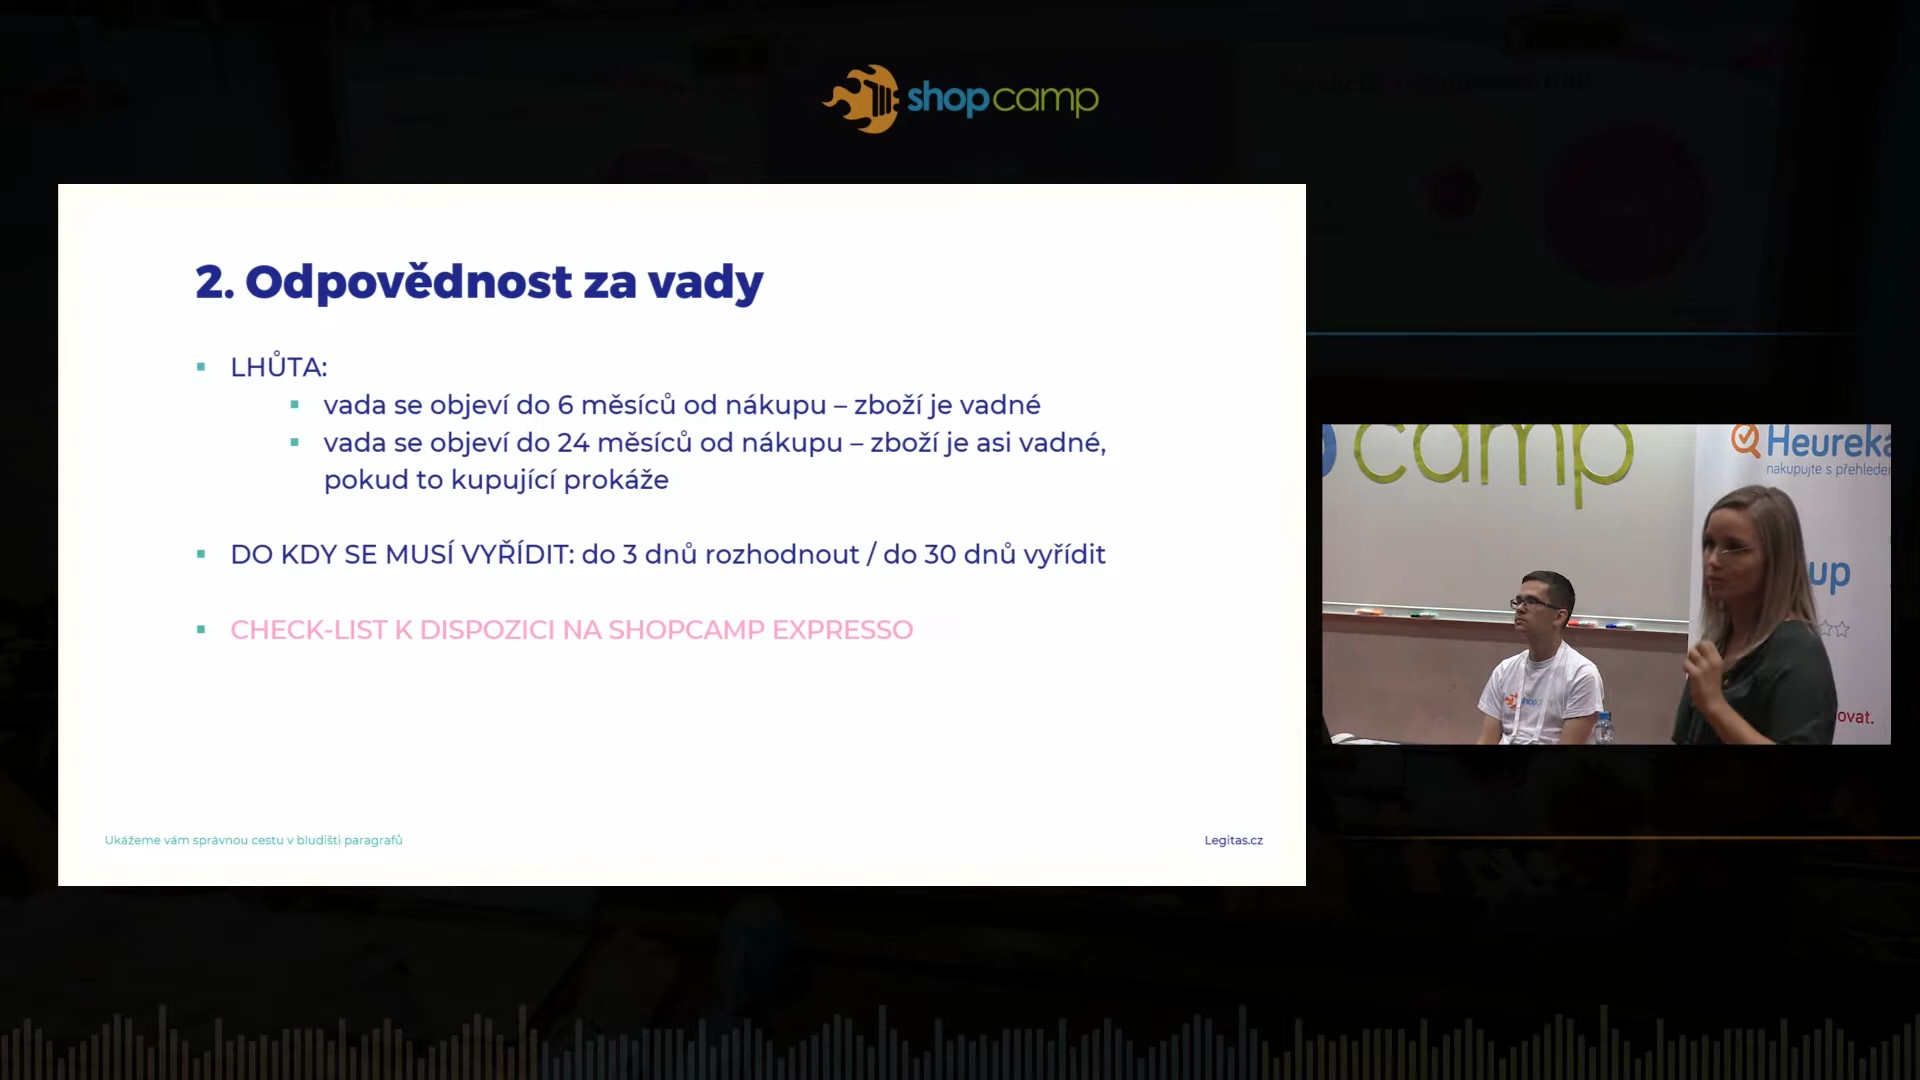 shopcamp
2. Odpovědnost za vady
LHŮTA:
vada se objeví do 6 měsíců od nákupu – zboží je vadné
vada se objeví do 24 měsíců od nákupu – zboží je asi vadné,
pokud to kupující prokáže
DO KDY SE MUSÍ VYŘÍDIT: do 3 dnů rozhodnout / do 30 dnů vyřídit
CHECK-LIST K DISPOZICI NA SHOPCAMP EXPRESSO
Ukážeme vám správnou cestu v bludišti paragrafů
Legitas.cz
camp
Heureka
nakupujte s přehledem
up
shop
ovat.